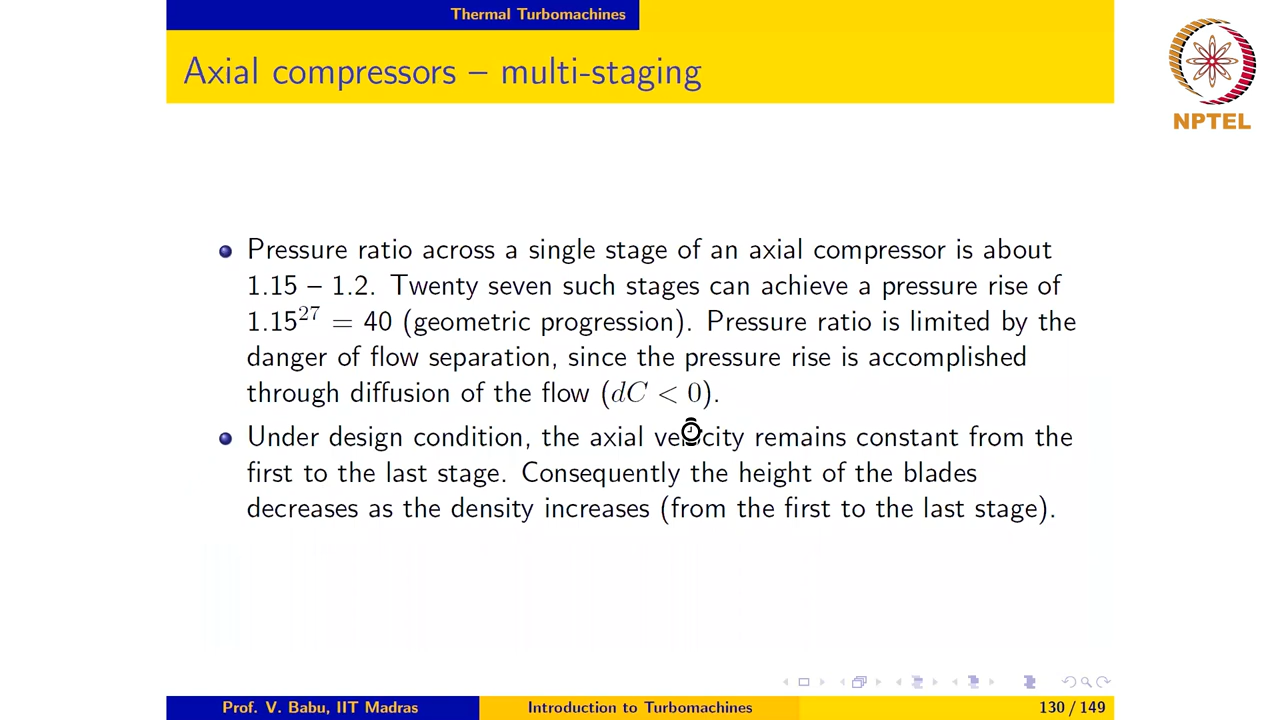 Thermal Turbomachines
Axial compressors – multi-staging
NPTEL
Pressure ratio across a single stage of an axial compressor is about
1.15 – 1.2. Twenty seven such stages can achieve a pressure rise of
1.15²⁷ = 40 (geometric progression). Pressure ratio is limited by the
danger of flow separation, since the pressure rise is accomplished
through diffusion of the flow (dC < 0).
Under design condition, the axial velocity remains constant from the
first to the last stage. Consequently the height of the blades
decreases as the density increases (from the first to the last stage).
Prof. V. Babu, IIT Madras
Introduction to Turbomachines
130 / 149